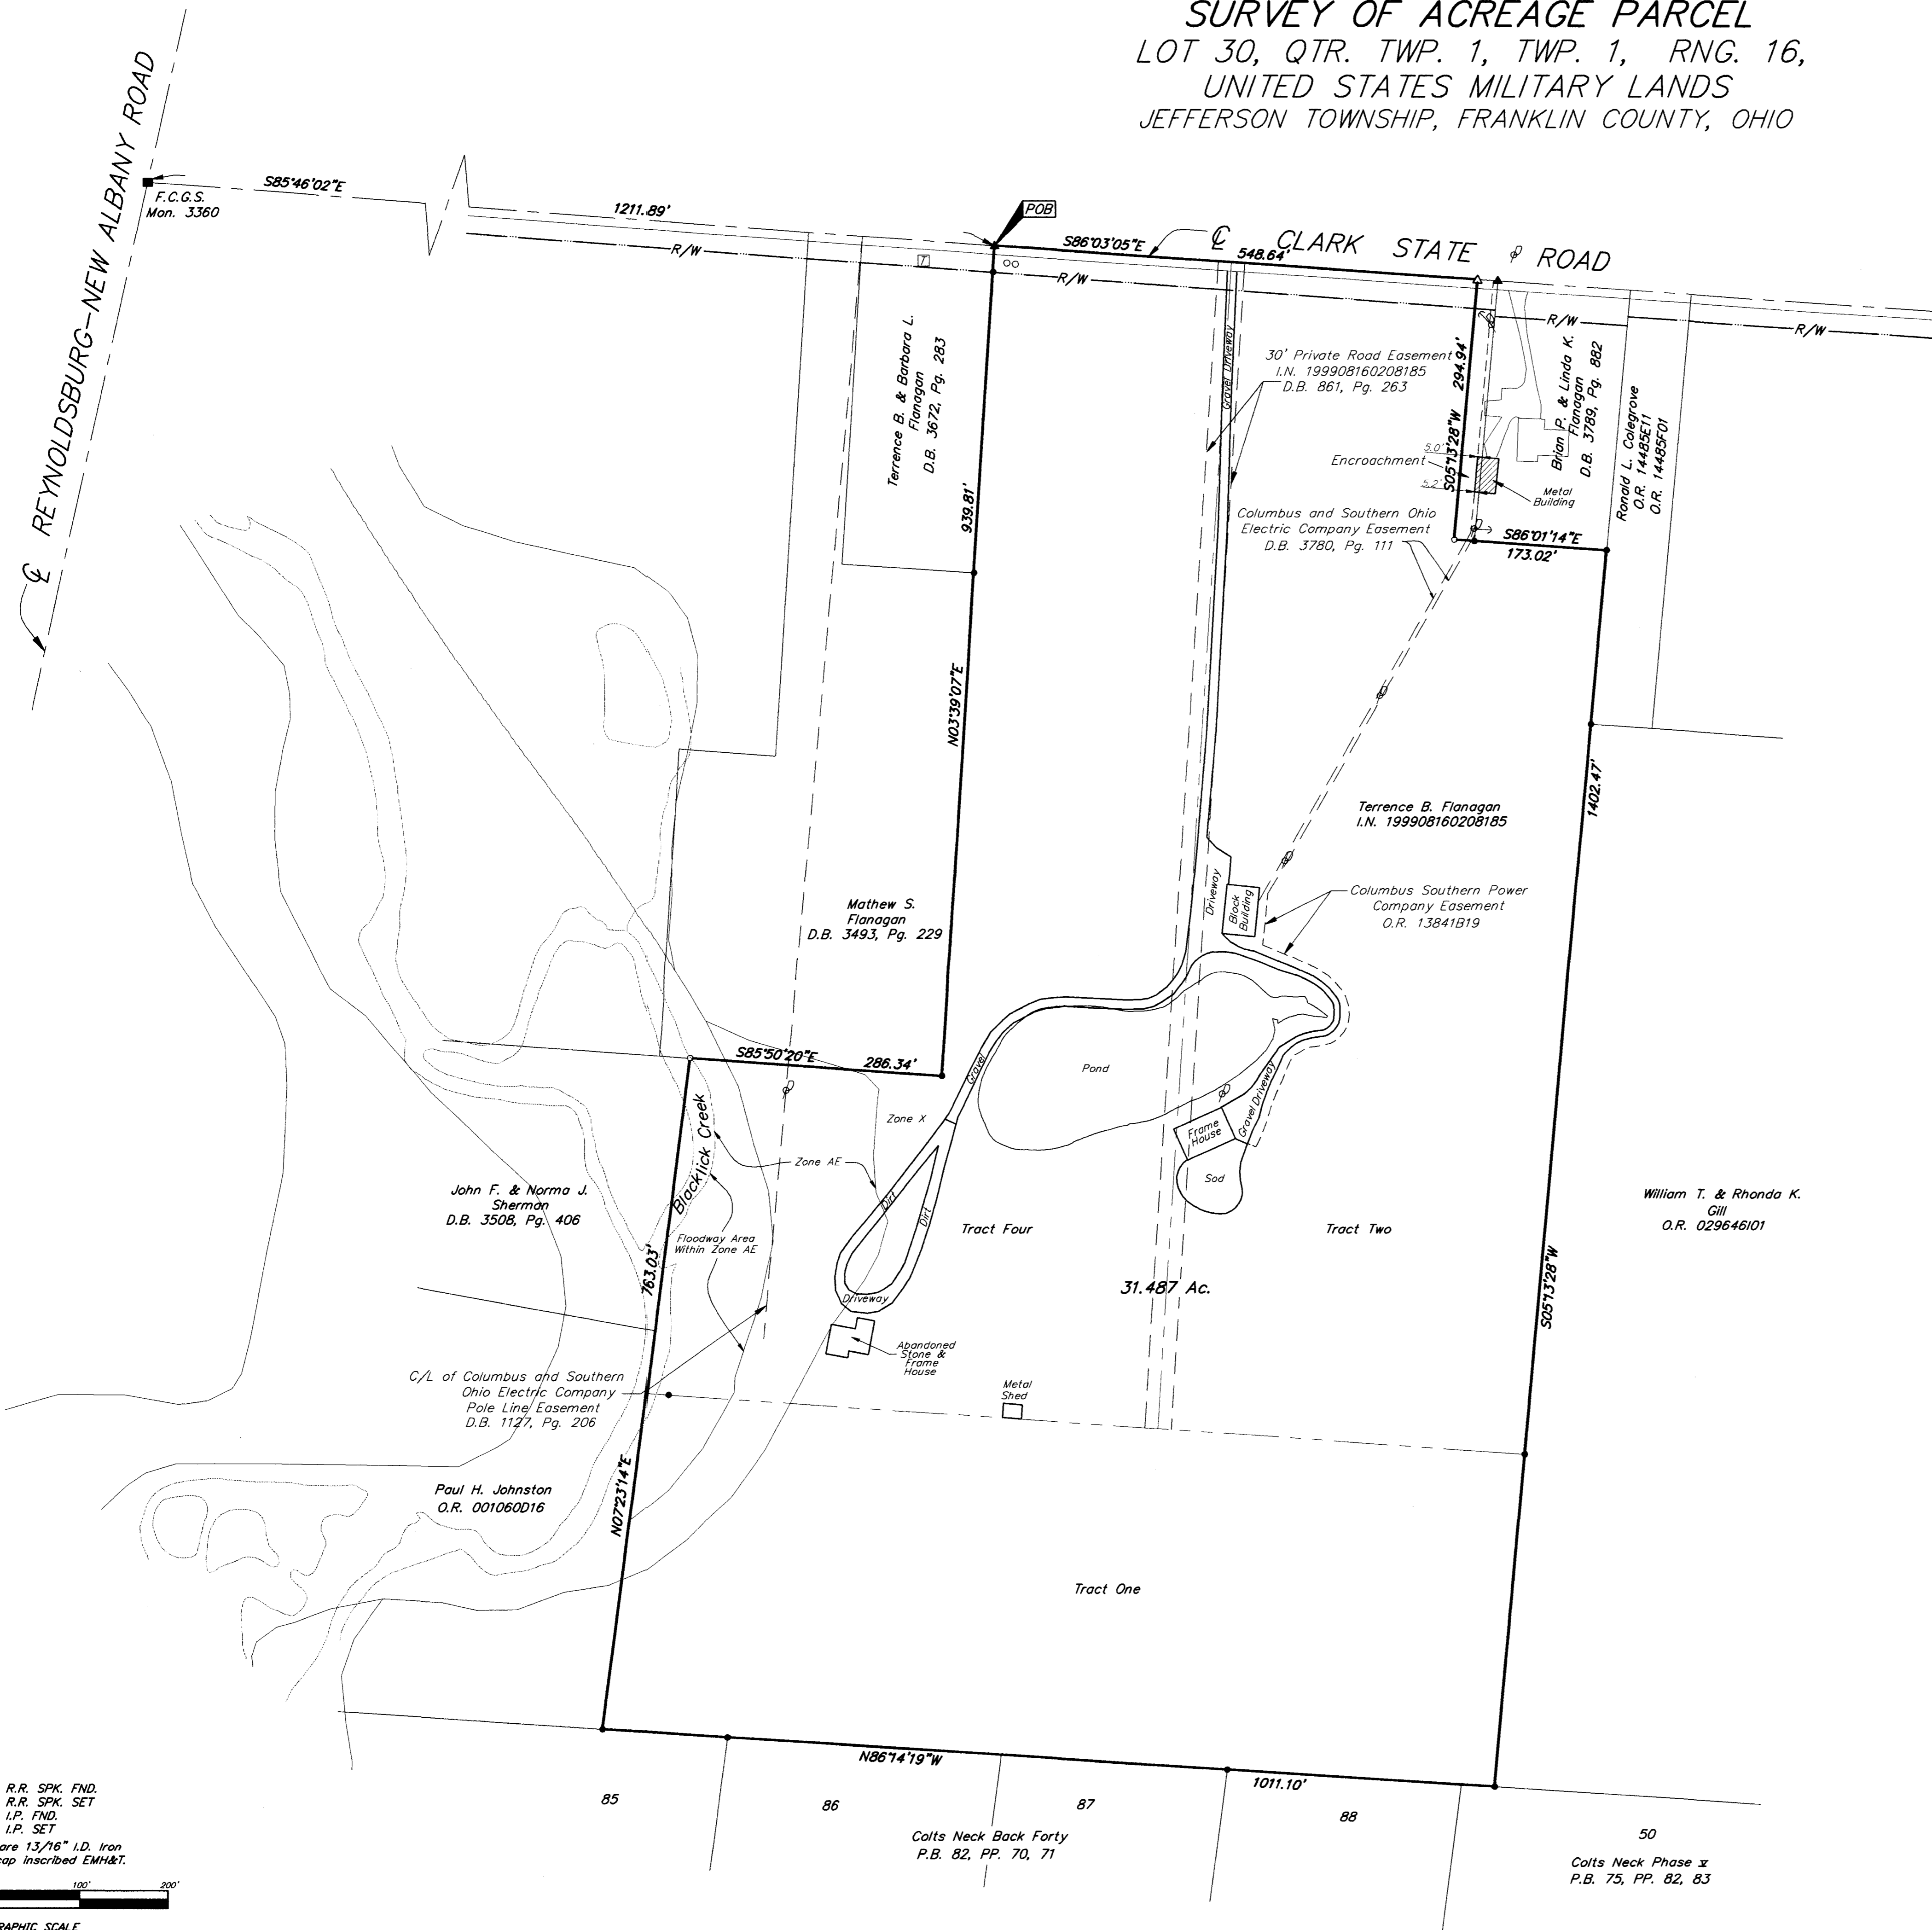 SURVEY OF ACREAGE PARCEL
LOT 30, QTR. TWP. 1, TWP. 1, RNG. 16,
UNITED STATES MILITARY LANDS
JEFFERSON TOWNSHIP, FRANKLIN COUNTY, OHIO
℄ REYNOLDSBURG-NEW ALBANY ROAD
F.C.G.S.
Mon. 3360
S85°46'02"E
1211.89'
POB
S86°03'05"E
℄ CLARK STATE ROAD
548.64'
R/W
R/W
R/W
R/W
T
Terrence B. & Barbara L.
Flanagan
D.B. 3672, Pg. 283
939.81'
N03°39'07"E
Gravel Driveway
30' Private Road Easement
I.N. 199908160208185
D.B. 861, Pg. 263
S05°13'28"W 294.94'
5.0'
Encroachment
5.2'
Metal
Building
Brian P. & Linda K.
Flanagan
D.B. 3789, Pg. 882
Ronald L. Colegrove
O.R. 14485E11
O.R. 14485F01
Columbus and Southern Ohio
Electric Company Easement
D.B. 3780, Pg. 111
S86°01'14"E
173.02'
1402.47'
Terrence B. Flanagan
I.N. 199908160208185
Mathew S.
Flanagan
D.B. 3493, Pg. 229
Driveway
Block
Building
Columbus Southern Power
Company Easement
O.R. 13841B19
S85°50'20"E
286.34'
Gravel
Pond
Zone X
Frame
House
Gravel Driveway
Sod
Zone AE
Blacklick Creek
John F. & Norma J.
Sherman
D.B. 3508, Pg. 406
Floodway Area
Within Zone AE
Dirt
Dirt
Tract Four
Tract Two
William T. & Rhonda K.
Gill
O.R. 029646I01
763.03'
S05°13'28"W
31.487 Ac.
Driveway
Abandoned
Stone &
Frame
House
C/L of Columbus and Southern
Ohio Electric Company
Pole Line Easement
D.B. 1127, Pg. 206
Metal
Shed
N07°23'14"E
Paul H. Johnston
O.R. 001060D16
Tract One
N86°14'19"W
1011.10'
85
86
87
88
50
Colts Neck Back Forty
P.B. 82, PP. 70, 71
Colts Neck Phase V
P.B. 75, PP. 82, 83
R.R. SPK. FND.
R.R. SPK. SET
I.P. FND.
I.P. SET
are 13/16" I.D. Iron
cap inscribed EMH&T.
100'
200'
RAPHIC SCALE